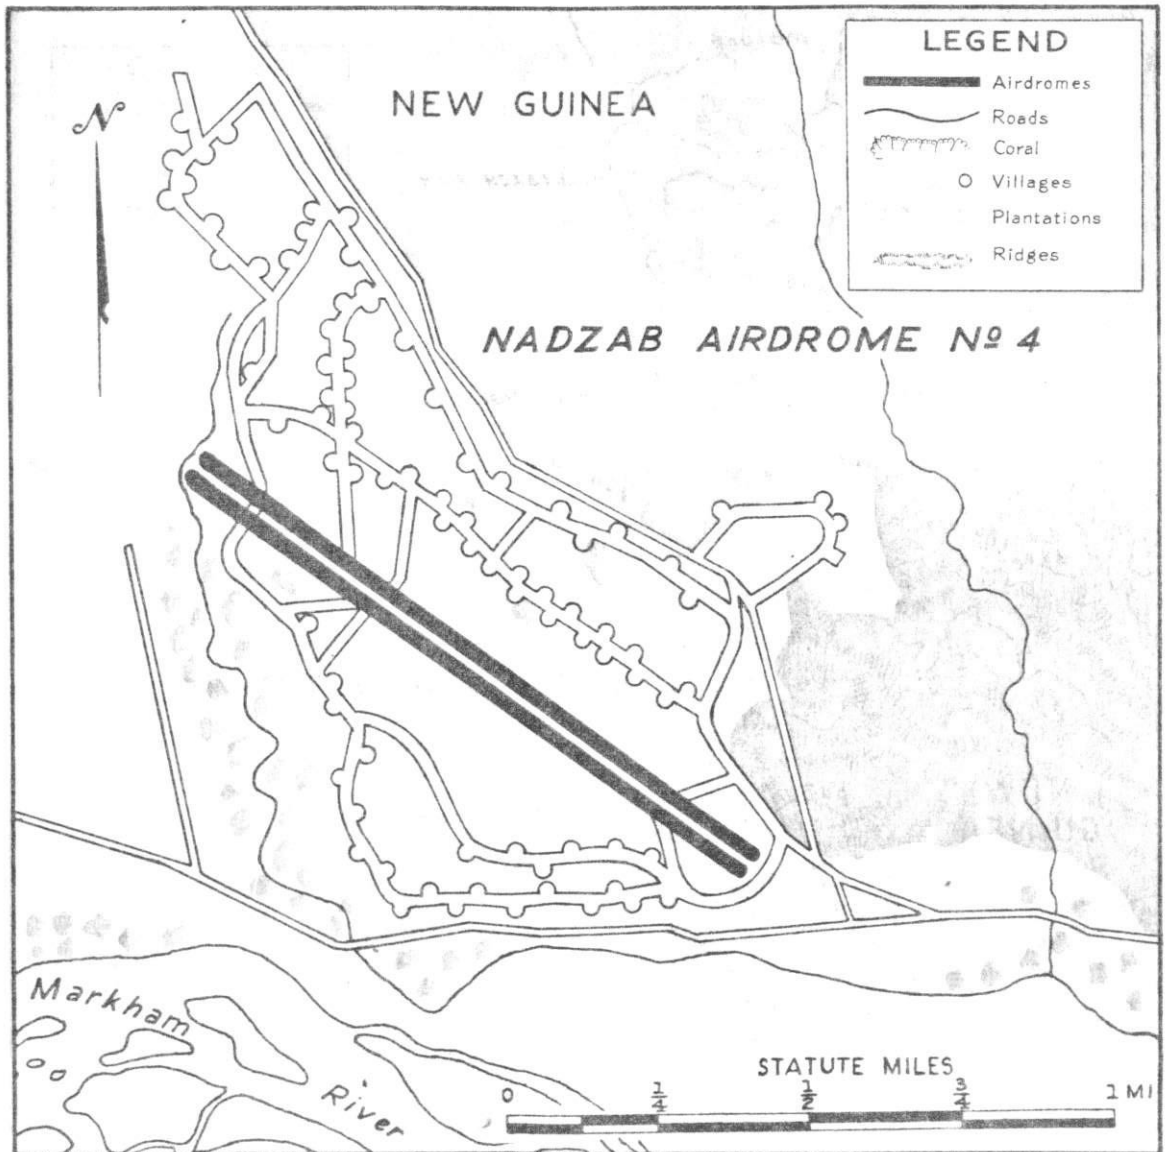 LEGEND
Airdromes
Roads
Coral
Villages
Plantations
Ridges
N
NEW GUINEA
NADZAB AIRDROME Nº 4
Markham
River
STATUTE MILES
0 1/4 1/2 3/4 1 MI